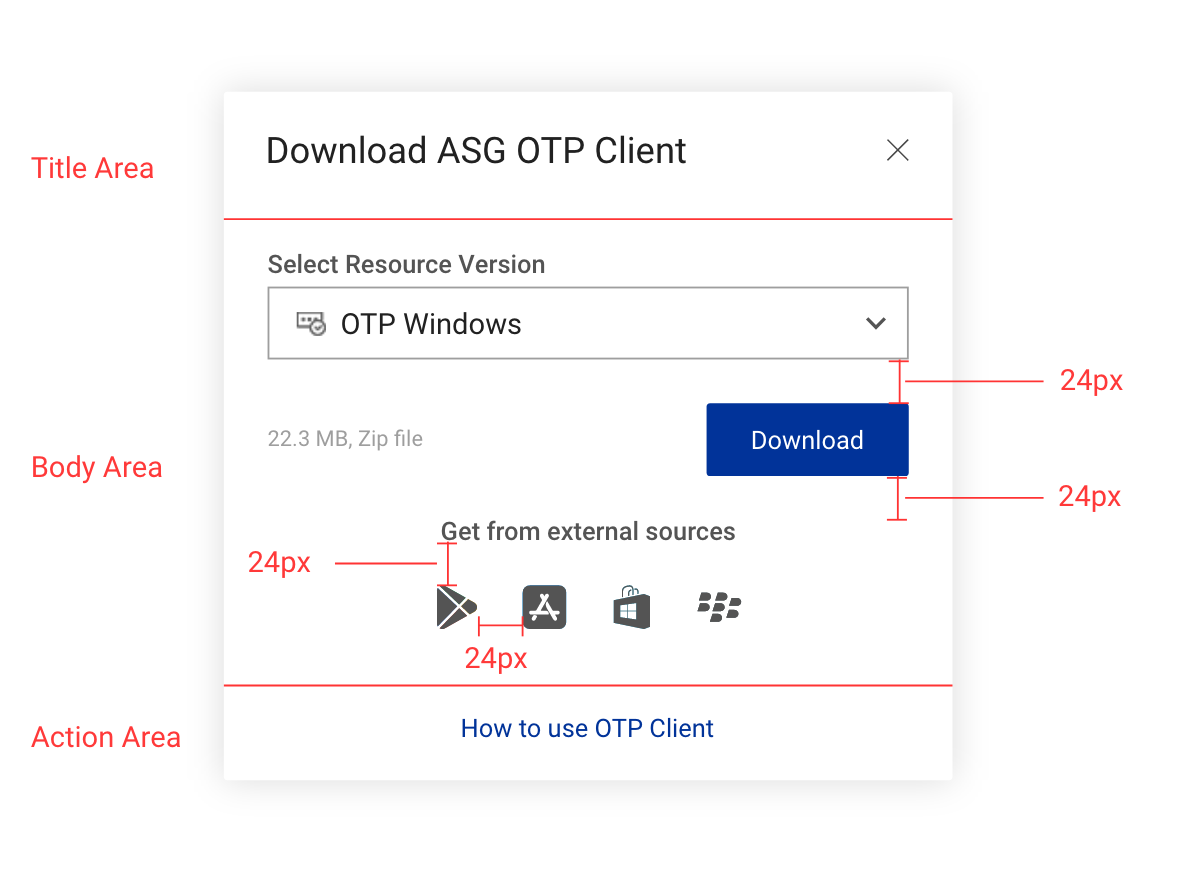 Title Area
Download ASG OTP Client
Select Resource Version
OTP Windows
24px
22.3 MB, Zip file
Download
Body Area
24px
Get from external sources
24px
24px
Action Area
How to use OTP Client